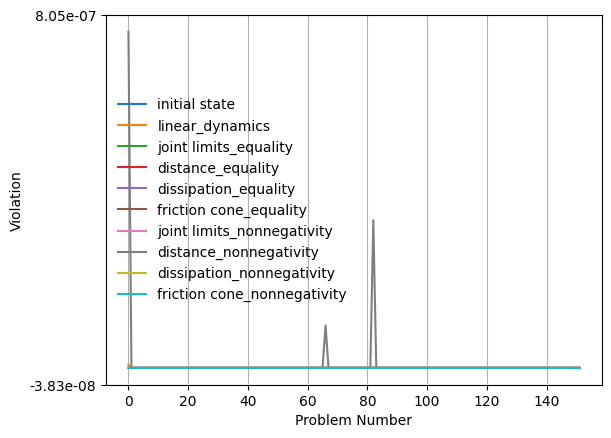 8.05e-07
Violation
initial state
linear_dynamics
joint limits_equality
distance_equality
dissipation_equality
friction cone_equality
joint limits_nonnegativity
distance_nonnegativity
dissipation_nonnegativity
friction cone_nonnegativity
-3.83e-08
0 20 40 60 80 100 120 140
Problem Number